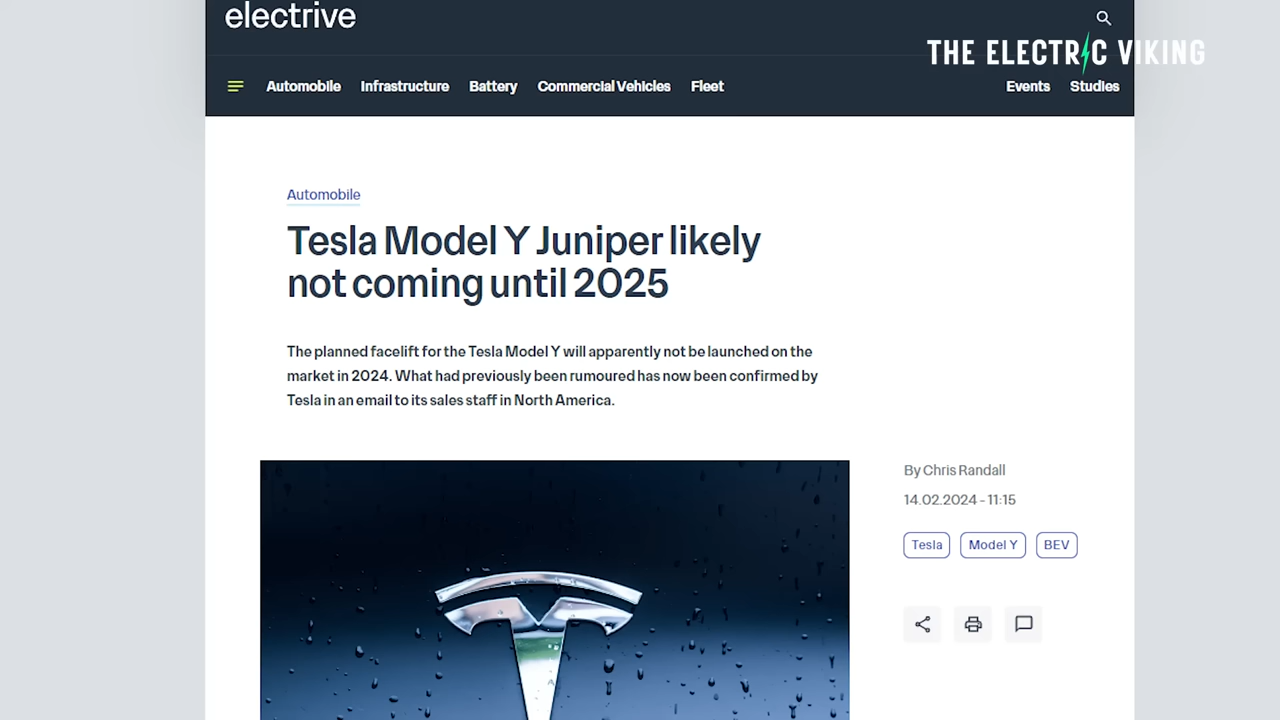 electrive
THE ELECTRIC VIKING
Automobile Infrastructure Battery Commercial Vehicles Fleet Events Studies
Automobile
Tesla Model Y Juniper likely
not coming until 2025
The planned facelift for the Tesla Model Y will apparently not be launched on the
market in 2024. What had previously been rumoured has now been confirmed by
Tesla in an email to its sales staff in North America.
By Chris Randall
14.02.2024 - 11:15
Tesla Model Y BEV